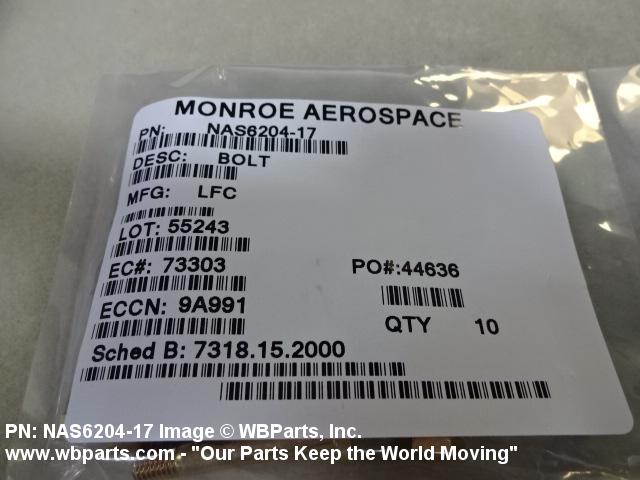 MONROE AEROSPACE
PN: NAS6204-17
DESC: BOLT
MFG: LFC
LOT: 55243
EC#: 73303 PO#:44636
ECCN: 9A991
QTY 10
Sched B: 7318.15.2000
PN: NAS6204-17 Image © WBParts, Inc.
www.wbparts.com - "Our Parts Keep the World Moving"